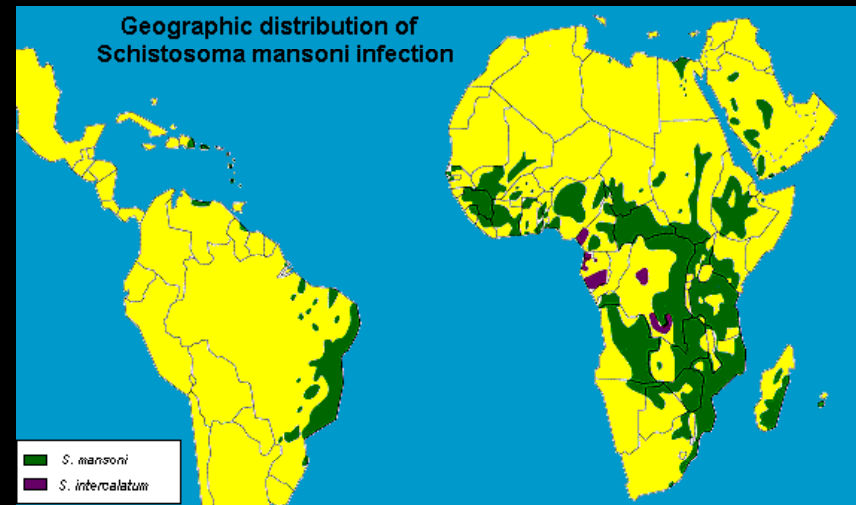 Geographic distribution of
Schistosoma mansoni infection
S. mansoni
S. intercalatum